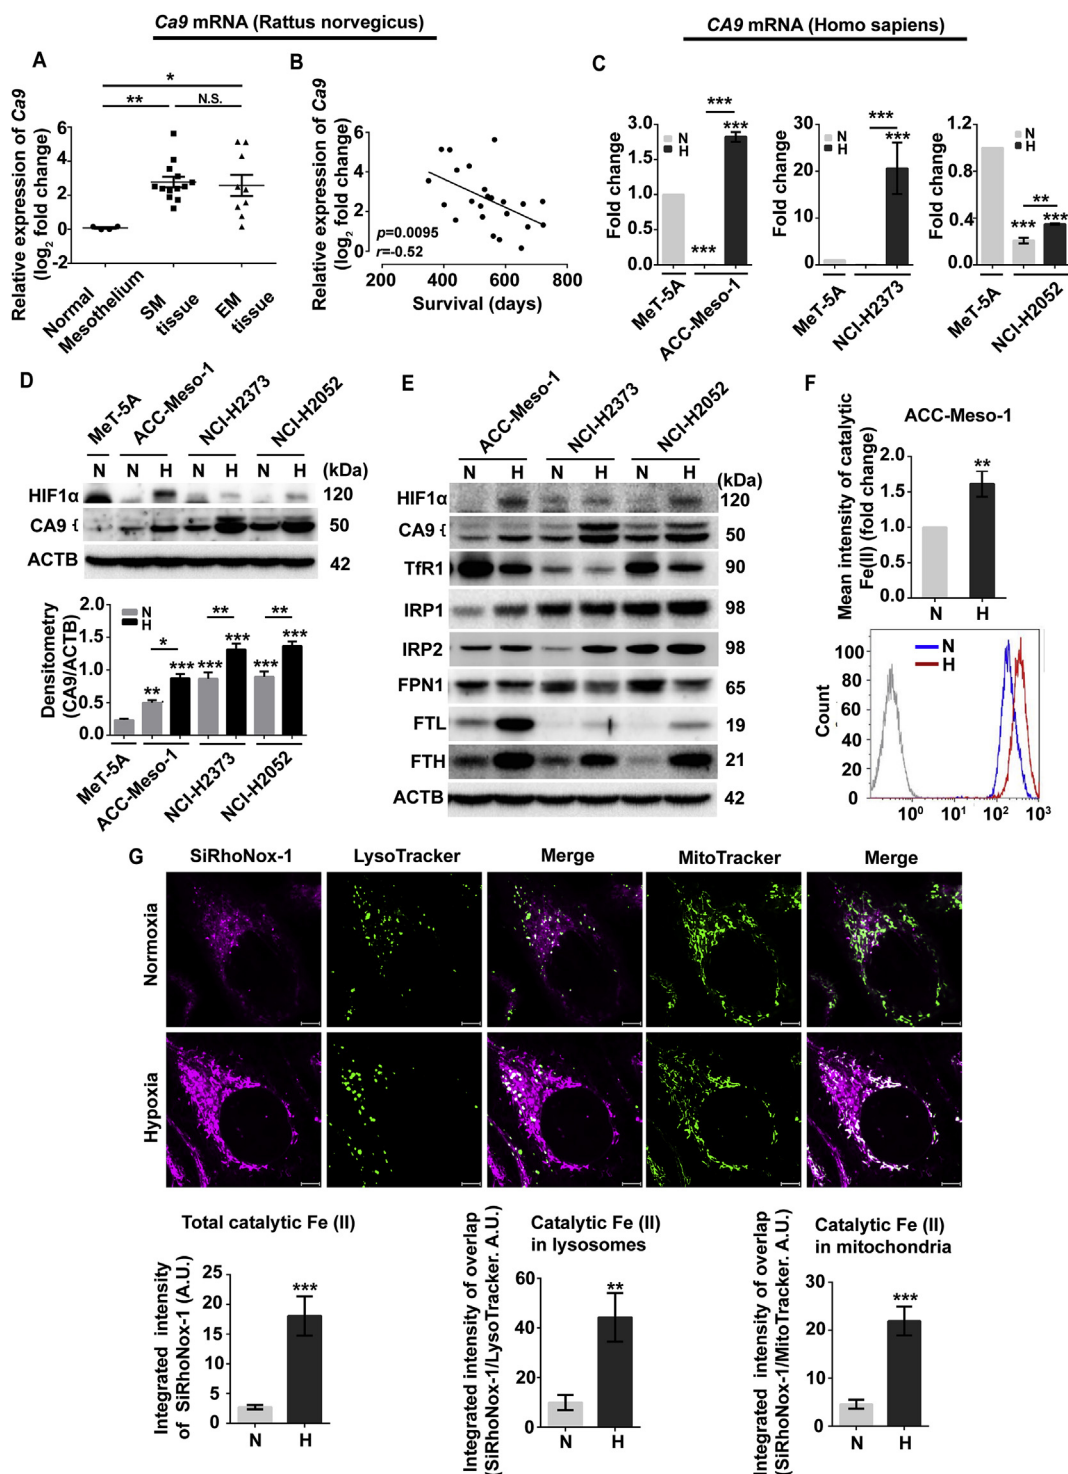 Ca9 mRNA (Rattus norvegicus)
CA9 mRNA (Homo sapiens)
A
Relative expression of Ca9
(log2 fold change)
*
**
N.S.
6
4
2
0
-2
Normal
Mesothelium
SM
tissue
EM
tissue
B
Relative expression of Ca9
(log2 fold change)
6
4
2
0
p=0.0095
r=-0.52
200
400
600
800
Survival (days)
C
Fold change
3.0
2.0
1.0
0.0
N
H
***
***
***
MeT-5A
ACC-Meso-1
Fold change
30
20
10
0
N
H
***
***
MeT-5A
NCI-H2373
Fold change
1.2
0.8
0.4
0.0
N
H
**
***
***
MeT-5A
NCI-H2052
D
MeT-5A
ACC-Meso-1
NCI-H2373
NCI-H2052
N N H N H N H (kDa)
HIF1α 120
CA9 { 50
ACTB 42
Densitometry
(CA9/ACTB)
2.0
1.5
1.0
0.5
0.0
N
H
**
*
***
***
**
***
***
**
***
MeT-5A
ACC-Meso-1
NCI-H2373
NCI-H2052
E
ACC-Meso-1
NCI-H2373
NCI-H2052
N H N H N H (kDa)
HIF1α 120
CA9 { 50
TfR1 90
IRP1 98
IRP2 98
FPN1 65
FTL 19
FTH 21
ACTB 42
F
ACC-Meso-1
Mean intensity of catalytic
Fe(II) (fold change)
2.0
1.5
1.0
0.5
0.0
**
N H
Count
100
80
60
40
20
0
N
H
10^0 10^1 10^2 10^3
G
SiRhoNox-1 LysoTracker Merge MitoTracker Merge
Normoxia
Hypoxia
Total catalytic Fe (II)
Integrated intensity
of SiRhoNox-1 (A.U.)
25
20
15
10
5
0
***
N H
Catalytic Fe (II)
in lysosomes
Integrated intensity of overlap
(SiRhoNox-1/LysoTracker. A.U.)
60
40
20
0
**
N H
Catalytic Fe (II)
in mitochondria
Integrated intensity of overlap
(SiRhoNox-1/MitoTracker. A.U.)
30
20
10
0
***
N H